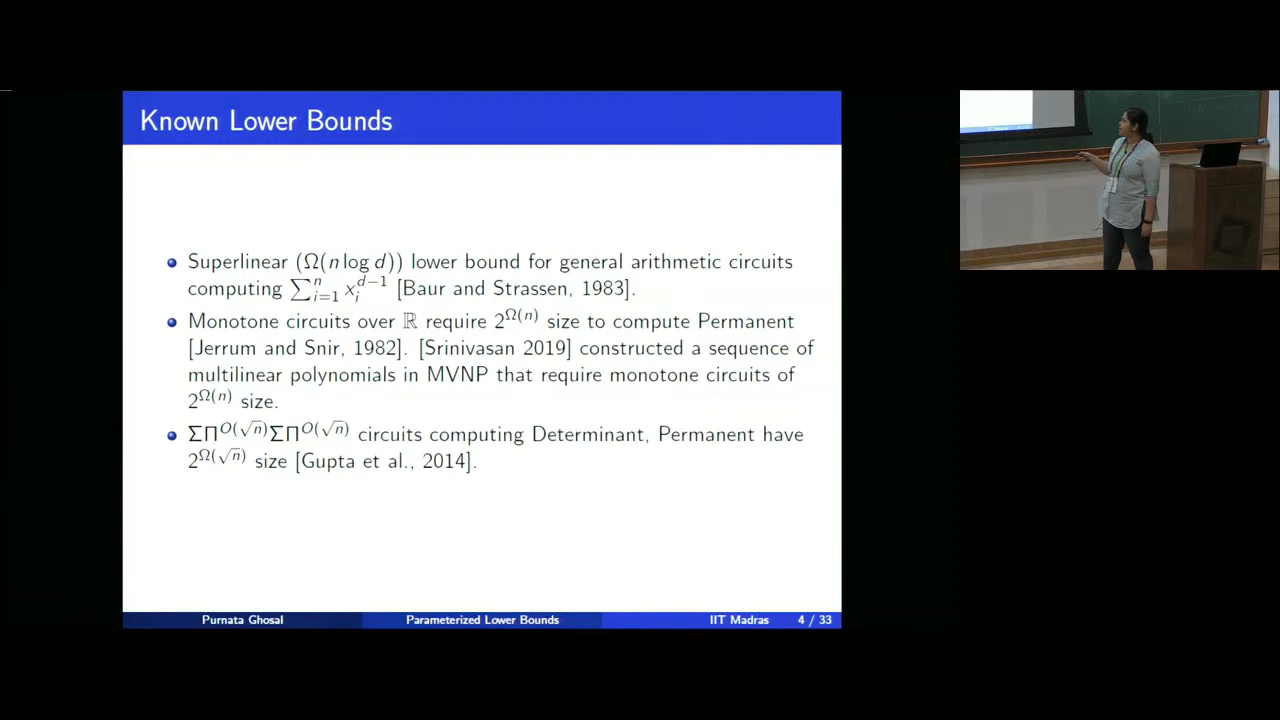 Known Lower Bounds
Superlinear (Ω(n log d)) lower bound for general arithmetic circuits
computing ∑ⁿᵢ₌₁ xᵢᵈ⁻¹ [Baur and Strassen, 1983].
Monotone circuits over ℝ require 2^Ω(n) size to compute Permanent
[Jerrum and Snir, 1982]. [Srinivasan 2019] constructed a sequence of
multilinear polynomials in MVNP that require monotone circuits of
2^Ω(n) size.
ΣΠ^O(√n)ΣΠ^O(√n) circuits computing Determinant, Permanent have
2^Ω(√n) size [Gupta et al., 2014].
Purnata Ghosal Parameterized Lower Bounds IIT Madras 4 / 33